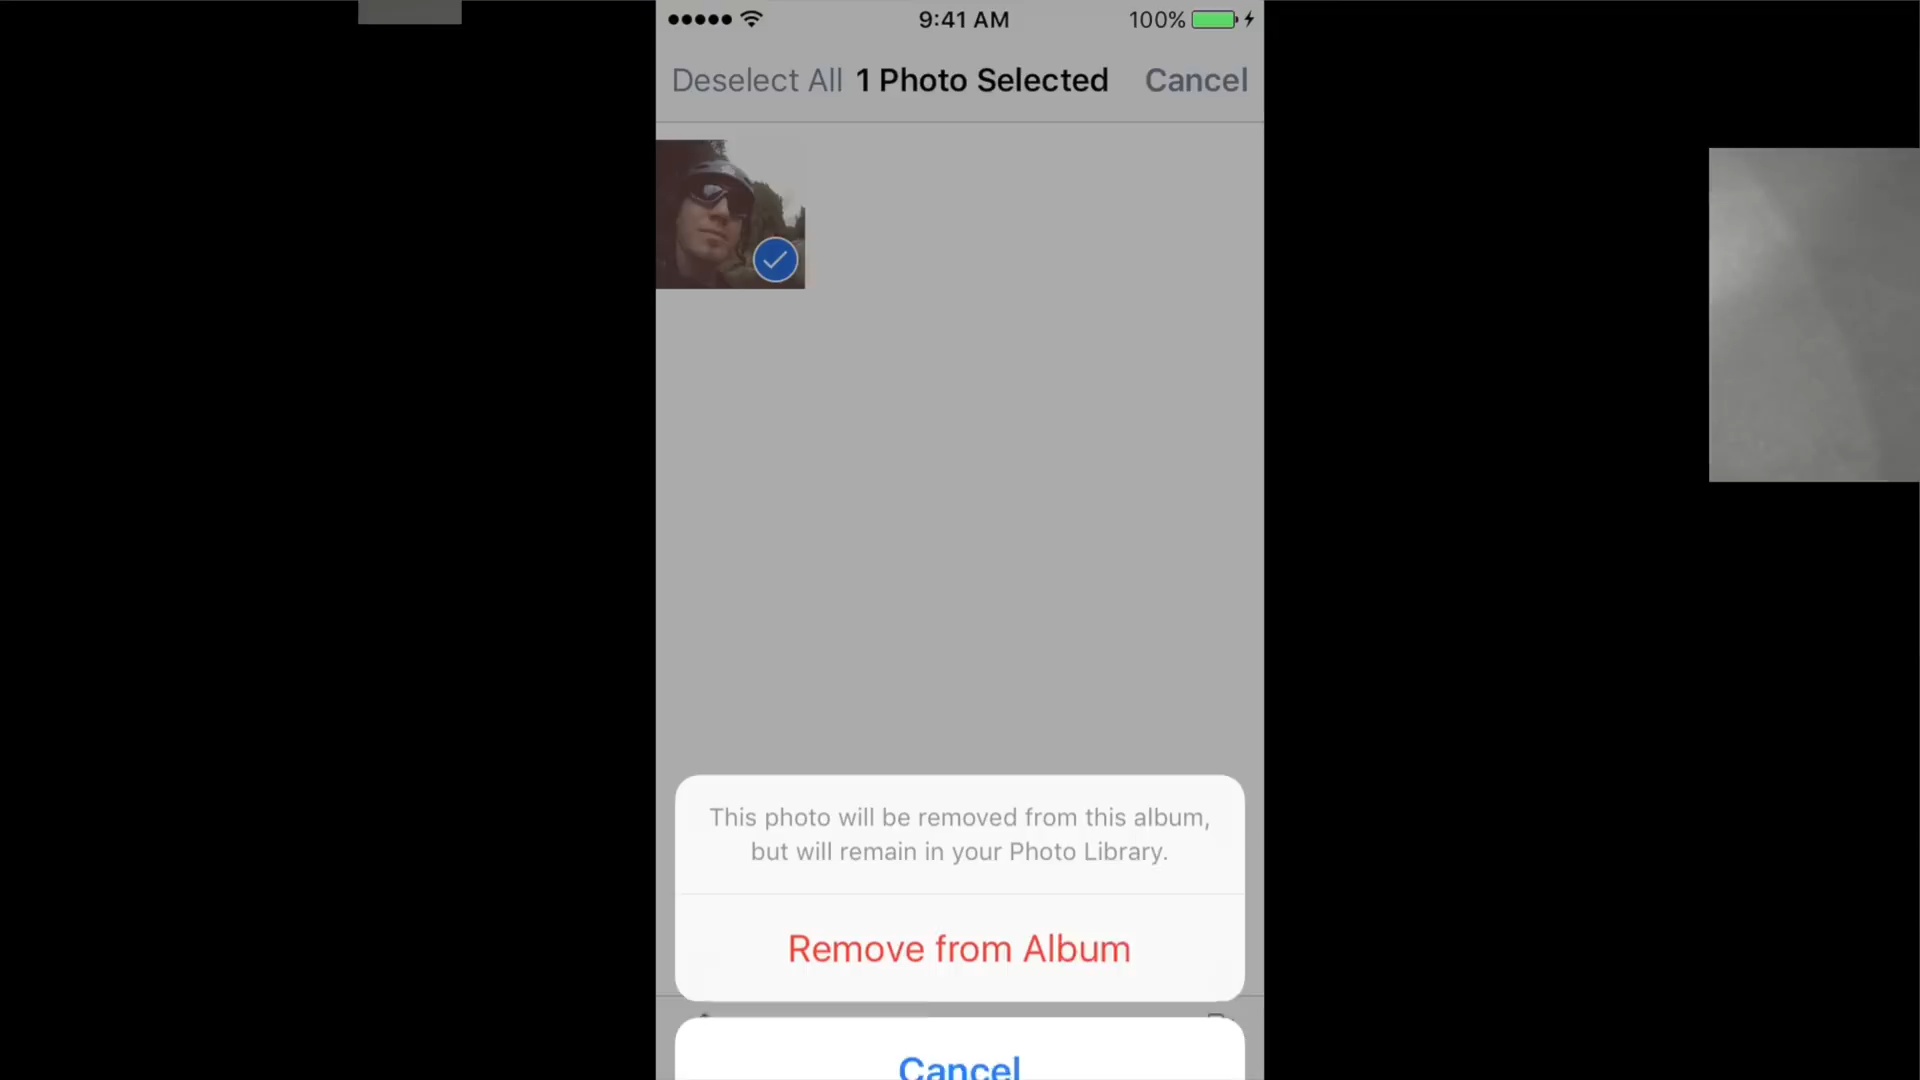 9:41 AM
100%
Deselect All
1 Photo Selected
Cancel
This photo will be removed from this album,
but will remain in your Photo Library.
Remove from Album
Cancel